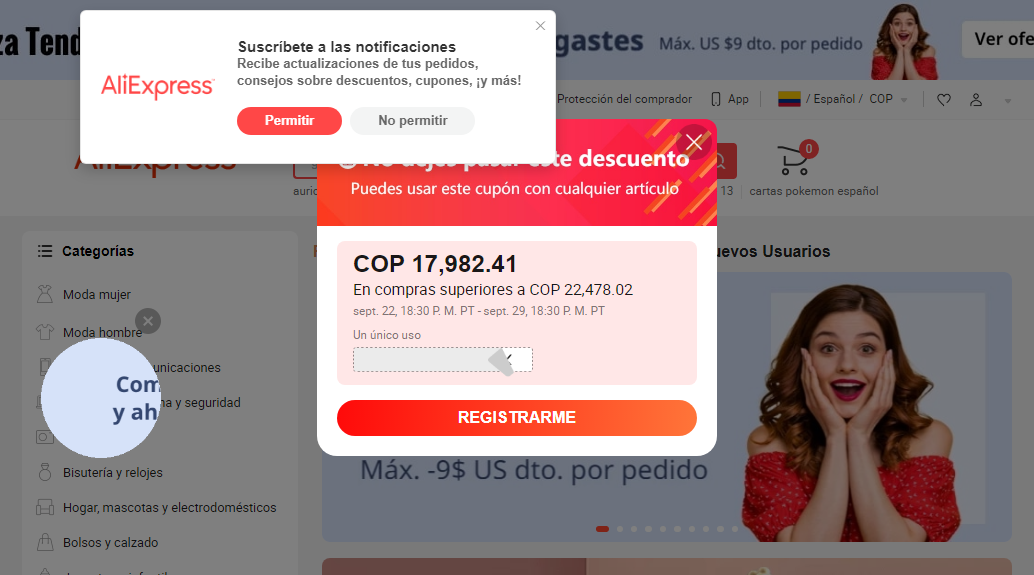 za Tend
gastes
Máx. US $9 dto. por pedido
Ver ofe
Suscríbete a las notificaciones
Recibe actualizaciones de tus pedidos,
consejos sobre descuentos, cupones, ¡y más!
AliExpress
Permitir
No permitir
Protección del comprador
App
/ Español /
COP
AliExpress
No dejes pasar este descuento
Puedes usar este cupón con cualquier artículo
auric
13
cartas pokemon español
0
Categorías
Moda mujer
Moda hombre
unicaciones
na y seguridad
Bisutería y relojes
Hogar, mascotas y electrodomésticos
Bolsos y calzado
Com
y ah
uevos Usuarios
COP 17,982.41
En compras superiores a COP 22,478.02
sept. 22, 18:30 P. M. PT - sept. 29, 18:30 P. M. PT
Un único uso
REGISTRARME
Máx. -9$ US dto. por pedido